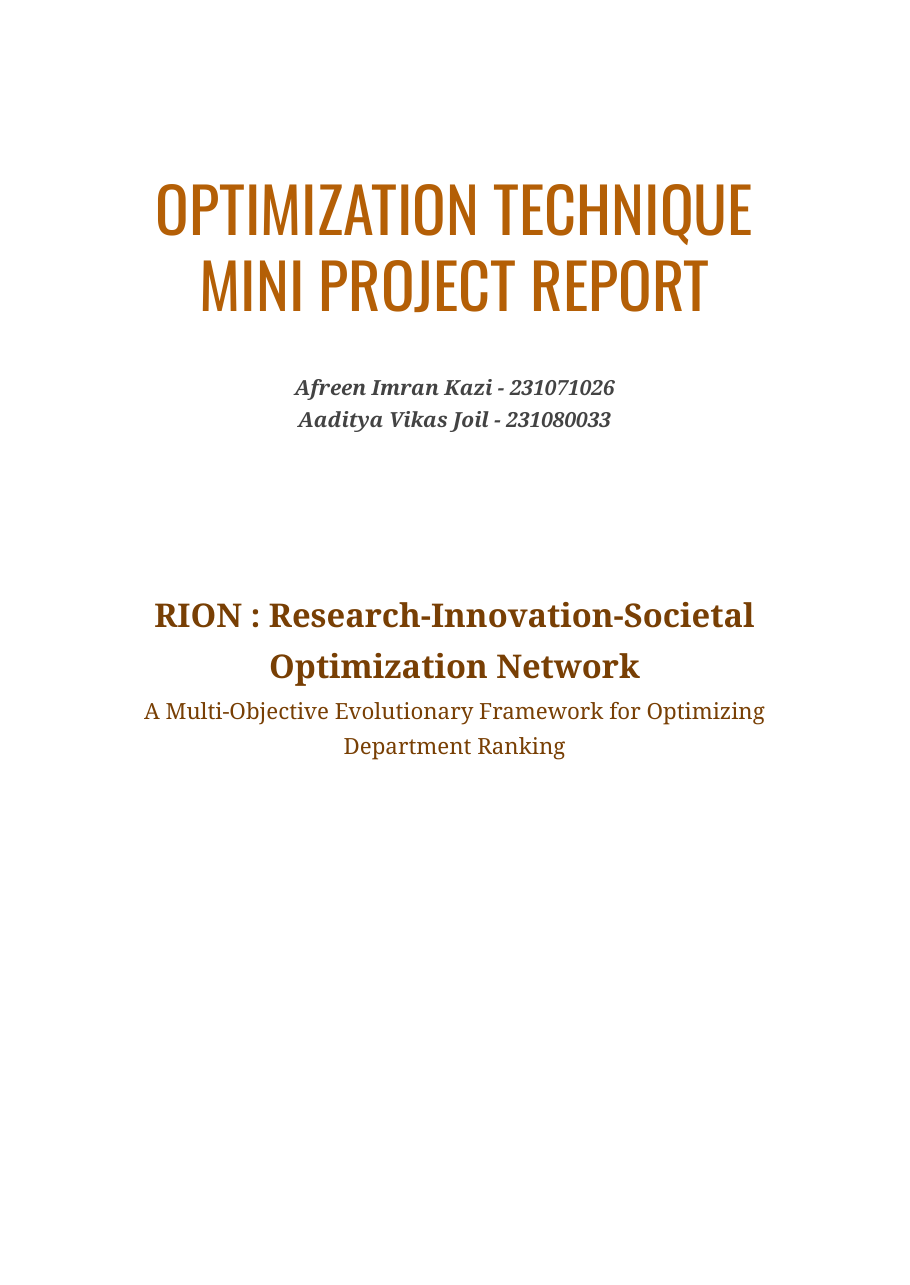 OPTIMIZATION TECHNIQUE
MINI PROJECT REPORT
Afreen Imran Kazi - 231071026
Aaditya Vikas Joil - 231080033
RION : Research-Innovation-Societal
Optimization Network
A Multi-Objective Evolutionary Framework for Optimizing
Department Ranking